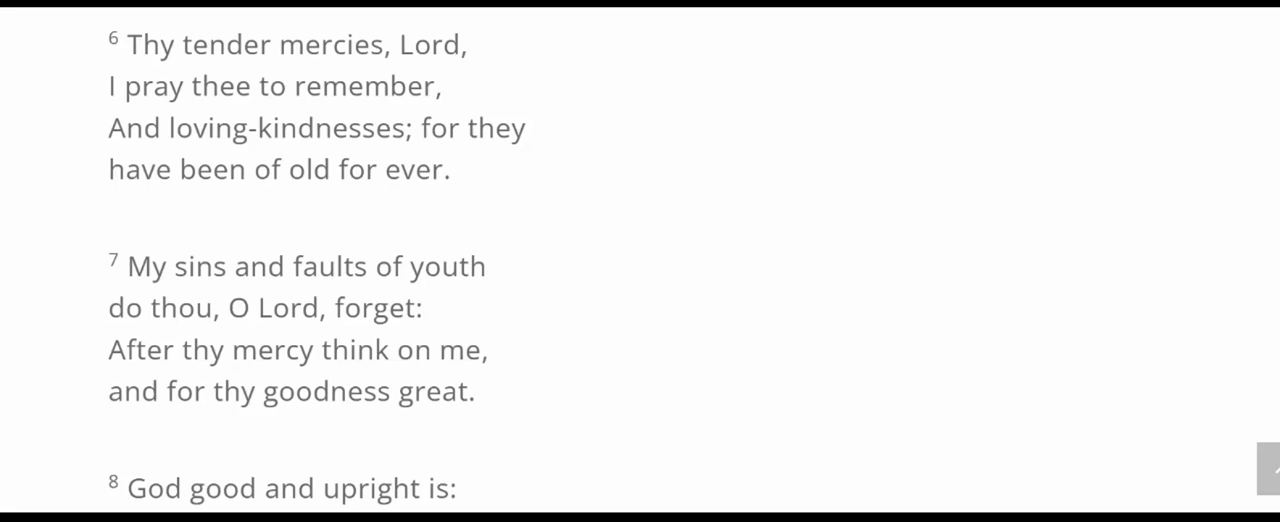 6 Thy tender mercies, Lord,
I pray thee to remember,
And loving-kindnesses; for they
have been of old for ever.
7 My sins and faults of youth
do thou, O Lord, forget:
After thy mercy think on me,
and for thy goodness great.
8 God good and upright is: